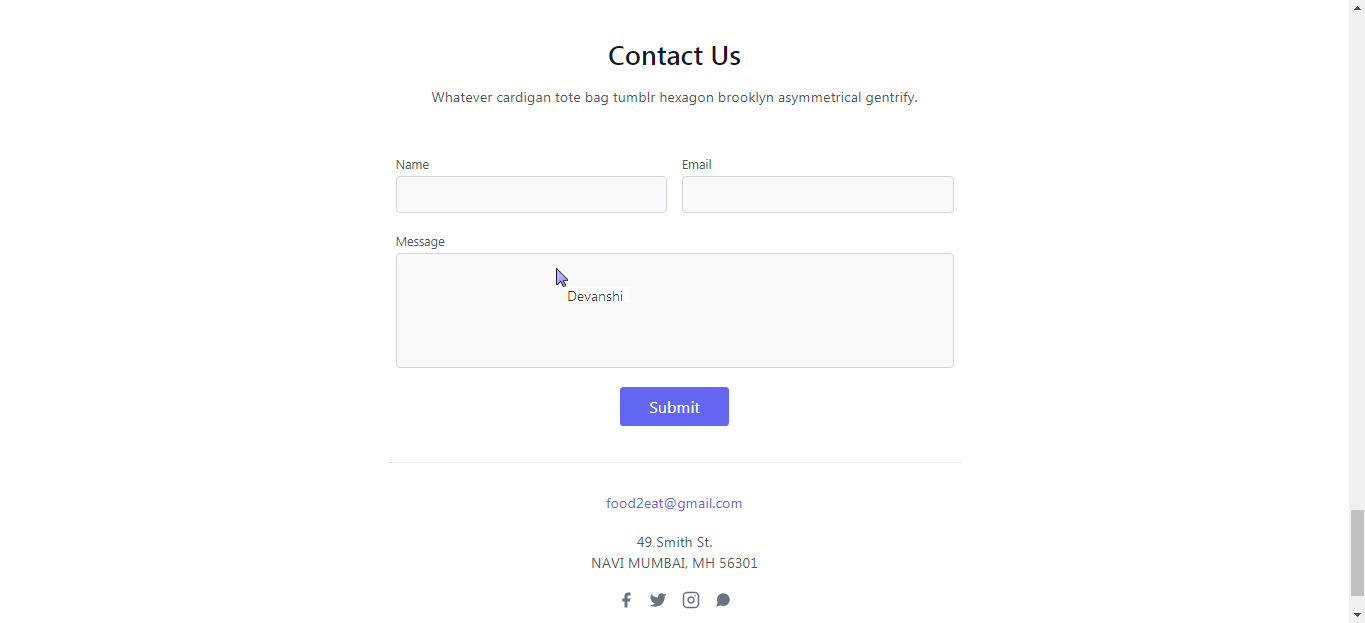 Contact Us
Whatever cardigan tote bag tumblr hexagon brooklyn asymmetrical gentrify.
Name
Email
Message
Devanshi
Submit
food2eat@gmail.com
49 Smith St.
NAVI MUMBAI, MH 56301